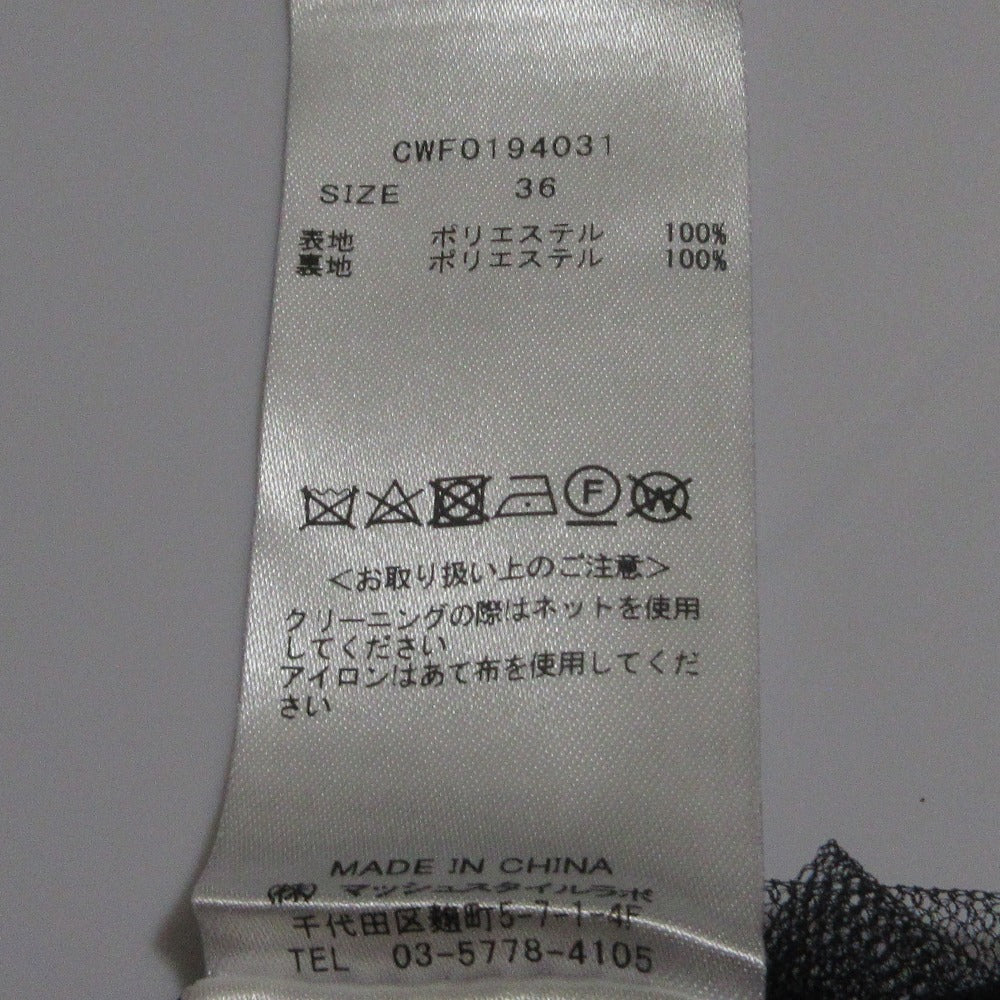 CWF0194031
SIZE 36
表地 ポリエステル 100%
裏地 ポリエステル 100%
F
W
<お取り扱い上のご注意>
クリーニングの際はネットを使用
してください
アイロンはあて布を使用してくだ
さい
MADE IN CHINA
(株) マッシュスタイルラボ
千代田区麹町5-7-1-4F
TEL 03-5778-4105